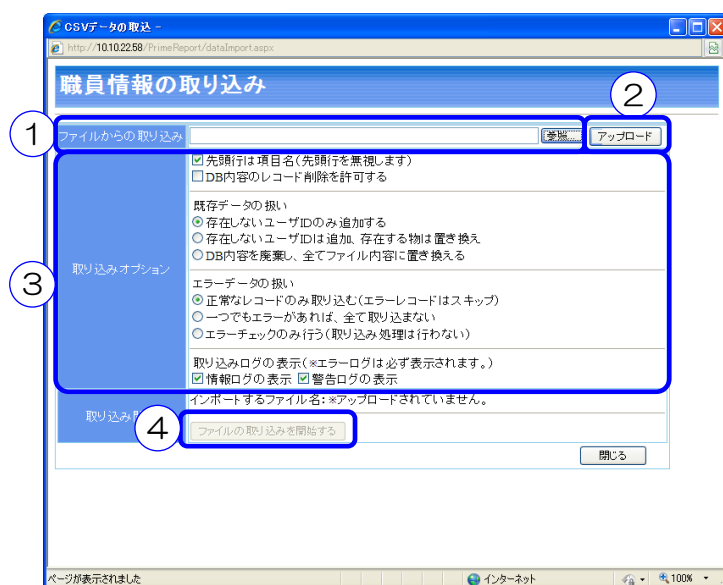 CSVデータの取込 -
http://10.10.22.58/PrimeReport/dataImport.aspx
職員情報の取り込み
①
ファイルからの取り込み
参照...
②
アップロード
③
取り込みオプション
先頭行は項目名(先頭行を無視します)
DB内容のレコード削除を許可する
既存データの扱い
存在しないユーザIDのみ追加する
存在しないユーザIDは追加、存在する物は置き換え
DB内容を廃棄し、全てファイル内容に置き換える
エラーデータの扱い
正常なレコードのみ取り込む(エラーレコードはスキップ)
一つでもエラーがあれば、全て取り込まない
エラーチェックのみ行う(取り込み処理は行わない)
取り込みログの表示(※エラーログは必ず表示されます。)
情報ログの表示 警告ログの表示
取り込み
インポートするファイル名:※アップロードされていません。
④
ファイルの取り込みを開始する
閉じる
ページが表示されました インターネット 100%